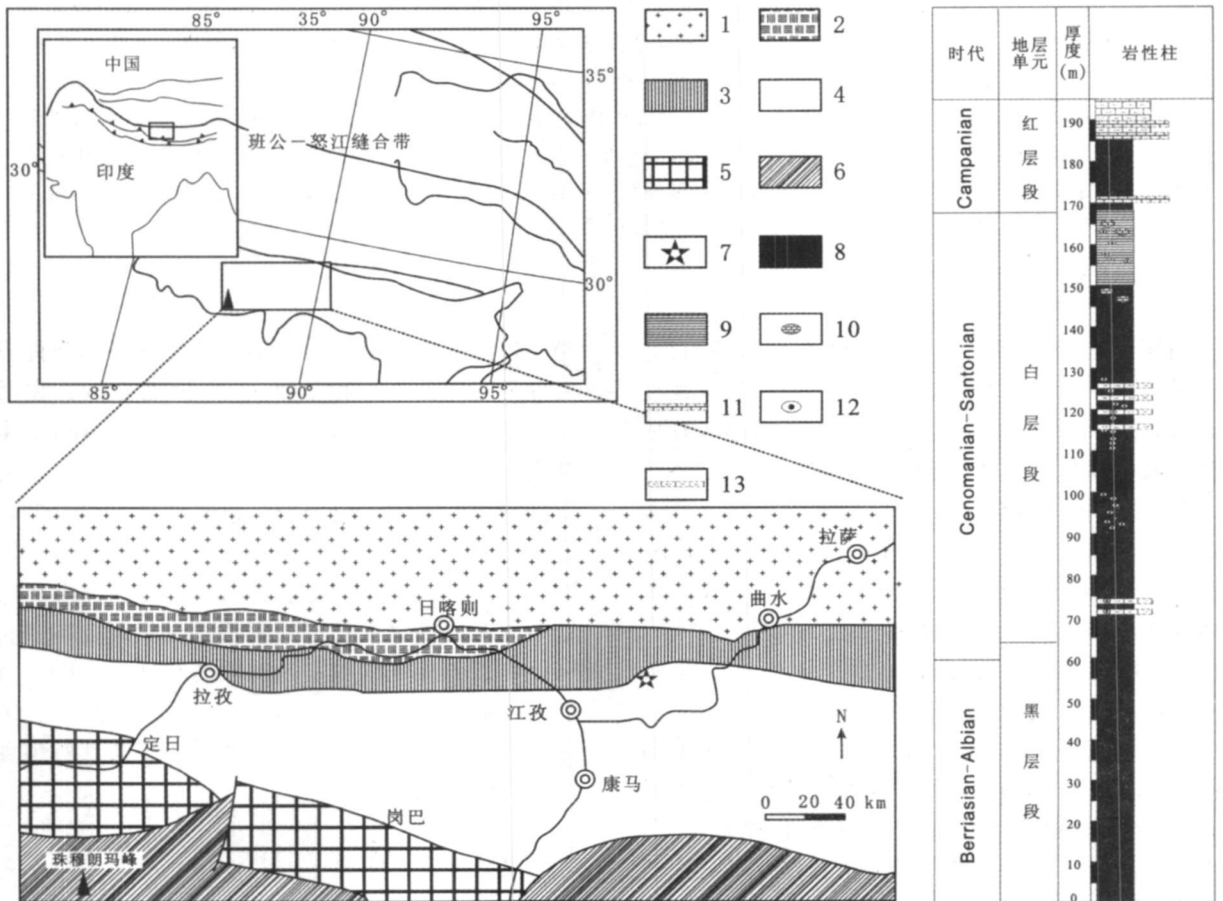 85° 35° 90° 95°
中国
班公－怒江缝合带
印度
30°
35°
30°
85° 90° 95°
1 2
3 4
5 6
7 8
9 10
11 12
13
拉萨
日喀则
曲水
拉孜
江孜
定日
康马
岗巴
珠穆朗玛峰
N
0 20 40 km
时代 地层单元 厚度(m) 岩性柱
Campanian
红层段
Cenomanian-Santonian
白层段
Berriasian-Albian
黑层段
190
180
170
160
150
140
130
120
110
100
90
80
70
60
50
40
30
20
10
0